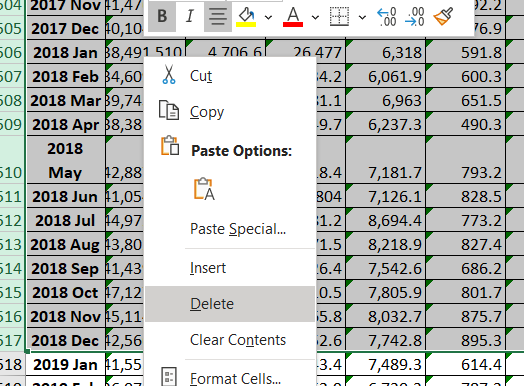 504 2017 Nov 41,47 92.2
B I A .00
505 2017 Dec 40,10 76.9
506 2018 Jan 38,491,510 4,706.6 26,477 6,318 591.8
507 2018 Feb 34,60 34.2 6,061.9 600.3
508 2018 Mar 39,74 31.1 6,963 651.5
509 2018 Apr 38,38 9.7 6,237.3 490.3
2018
510 May 42,88 8.4 7,181.7 793.2
511 2018 Jun 41,05 804 7,126.1 828.5
512 2018 Jul 44,97 31.2 8,694.4 773.2
513 2018 Aug 43,80 71.5 8,218.9 827.4
514 2018 Sep 41,43 26.4 7,542.6 686.2
515 2018 Oct 47,12 0.5 7,805.9 801.7
516 2018 Nov 45,11 5.8 8,032.7 875.7
517 2018 Dec 42,56 2.6 7,742.8 895.3
518 2019 Jan 41,55 3.4 7,489.3 614.4
Cut
Copy
Paste Options:
Paste Special...
Insert
Delete
Clear Contents
Format Cells...